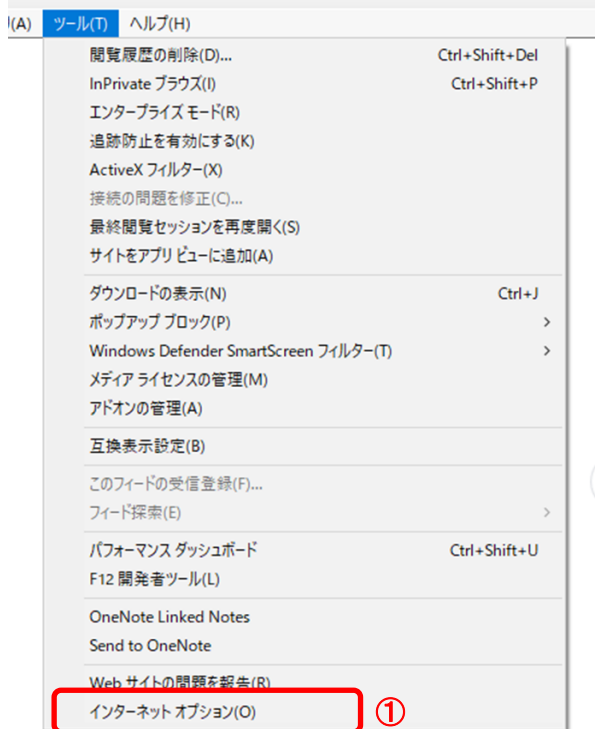 (A) ツール(T) ヘルプ(H)
閲覧履歴の削除(D)... Ctrl+Shift+Del
InPrivate ブラウズ(I) Ctrl+Shift+P
エンタープライズ モード(R)
追跡防止を有効にする(K)
ActiveX フィルター(X)
接続の問題を修正(C)...
最終閲覧セッションを再度開く(S)
サイトをアプリ ビューに追加(A)
ダウンロードの表示(N) Ctrl+J
ポップアップ ブロック(P)
Windows Defender SmartScreen フィルター(T)
メディア ライセンスの管理(M)
アドオンの管理(A)
互換表示設定(B)
このフィードの受信登録(F)...
フィード探索(E)
パフォーマンス ダッシュボード Ctrl+Shift+U
F12 開発者ツール(L)
OneNote Linked Notes
Send to OneNote
Web サイトの問題を報告(R)
インターネット オプション(O) ①